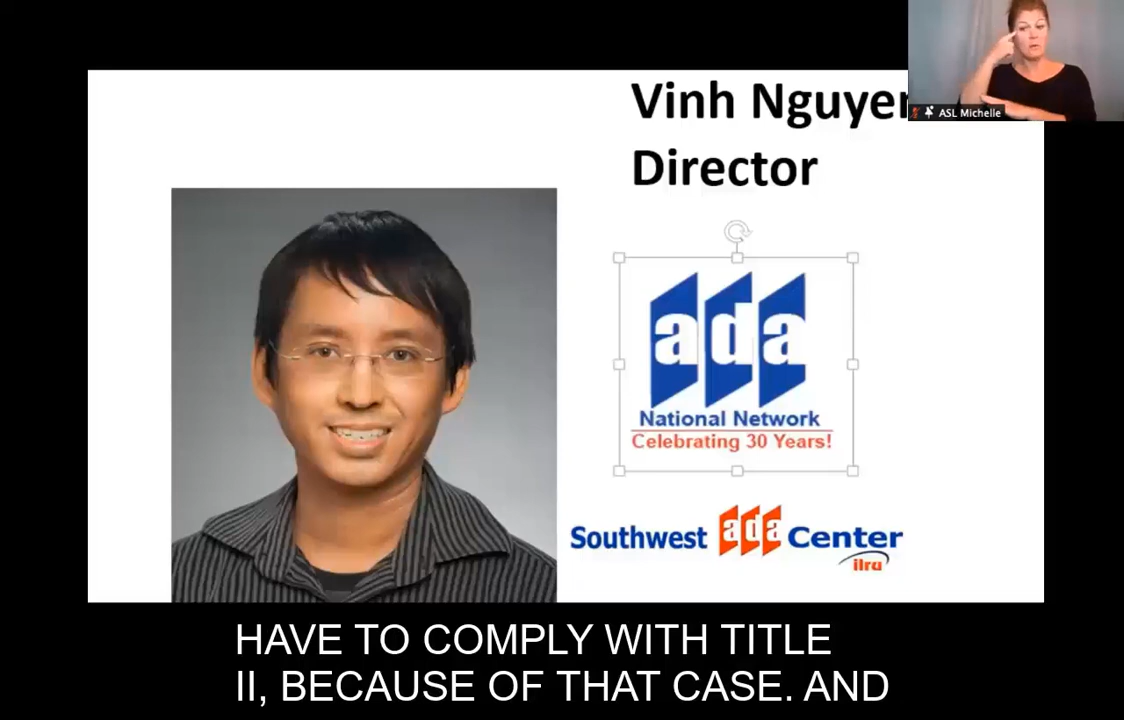 Vinh Nguyen
Director
ASL Michelle
ada
National Network
Celebrating 30 Years!
Southwest ada Center
ilru
HAVE TO COMPLY WITH TITLE
II, BECAUSE OF THAT CASE. AND